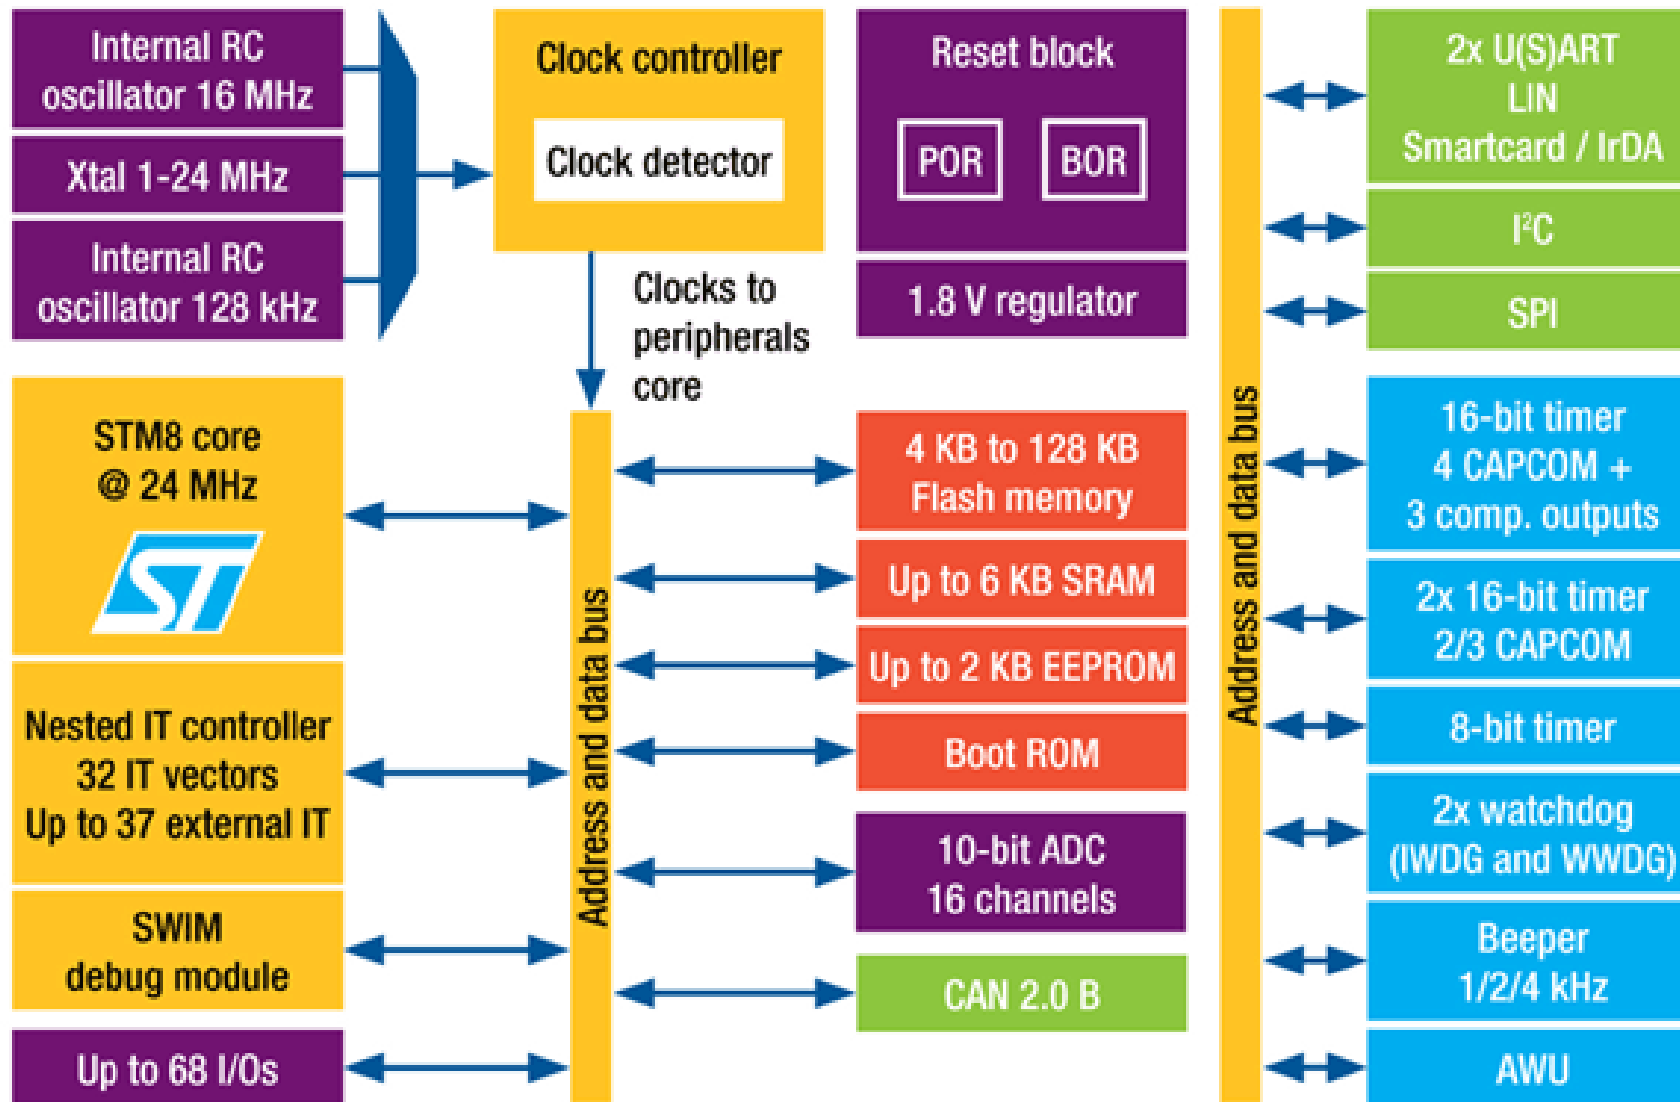 Internal RC
oscillator 16 MHz
Xtal 1-24 MHz
Internal RC
oscillator 128 kHz
Clock controller
Clock detector
Clocks to
peripherals
core
Reset block
POR
BOR
1.8 V regulator
STM8 core
@ 24 MHz
ST
Nested IT controller
32 IT vectors
Up to 37 external IT
SWIM
debug module
Up to 68 I/Os
Address and data bus
4 KB to 128 KB
Flash memory
Up to 6 KB SRAM
Up to 2 KB EEPROM
Boot ROM
10-bit ADC
16 channels
CAN 2.0 B
Address and data bus
2x U(S)ART
LIN
Smartcard / IrDA
I²C
SPI
16-bit timer
4 CAPCOM +
3 comp. outputs
2x 16-bit timer
2/3 CAPCOM
8-bit timer
2x watchdog
(IWDG and WWDG)
Beeper
1/2/4 kHz
AWU